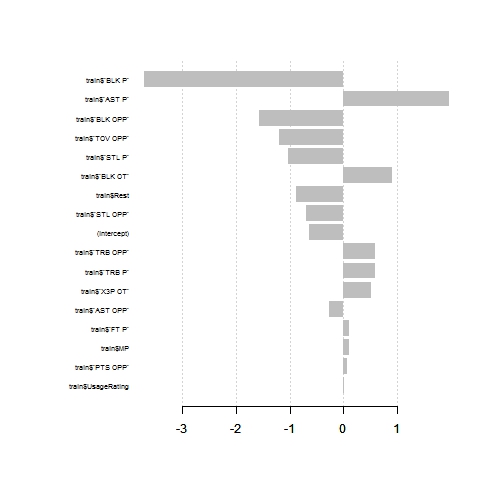 train$`BLK P`
train$`AST P`
train$`BLK OPP`
train$`TOV OPP`
train$`STL P`
train$`BLK OT`
train$Rest
train$`STL OPP`
(Intercept)
train$`TRB OPP`
train$`TRB P`
train$`X3P OT`
train$`AST OPP`
train$`FT P`
train$MP
train$`PTS OPP`
train$UsageRating
-3 -2 -1 0 1